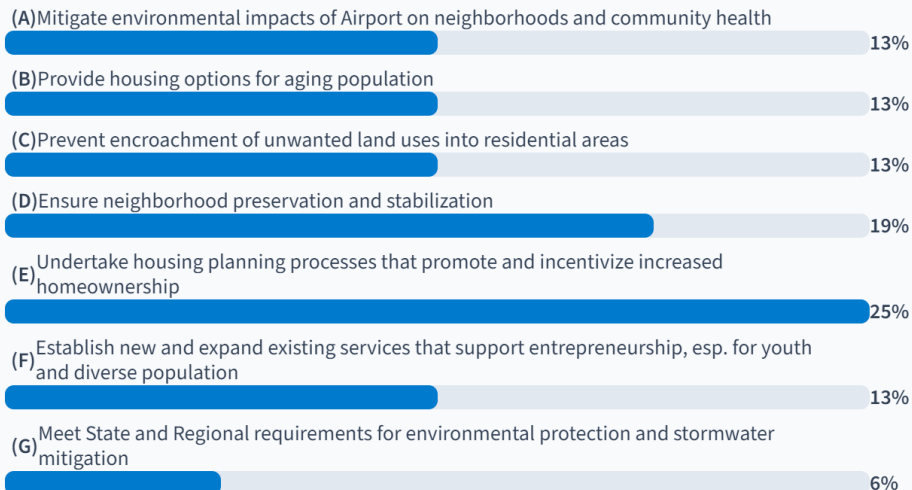 (A)Mitigate environmental impacts of Airport on neighborhoods and community health
13%
(B)Provide housing options for aging population
13%
(C)Prevent encroachment of unwanted land uses into residential areas
13%
(D)Ensure neighborhood preservation and stabilization
19%
(E)Undertake housing planning processes that promote and incentivize increased
homeownership
25%
(F)Establish new and expand existing services that support entrepreneurship, esp. for youth
and diverse population
13%
(G)Meet State and Regional requirements for environmental protection and stormwater
mitigation
6%